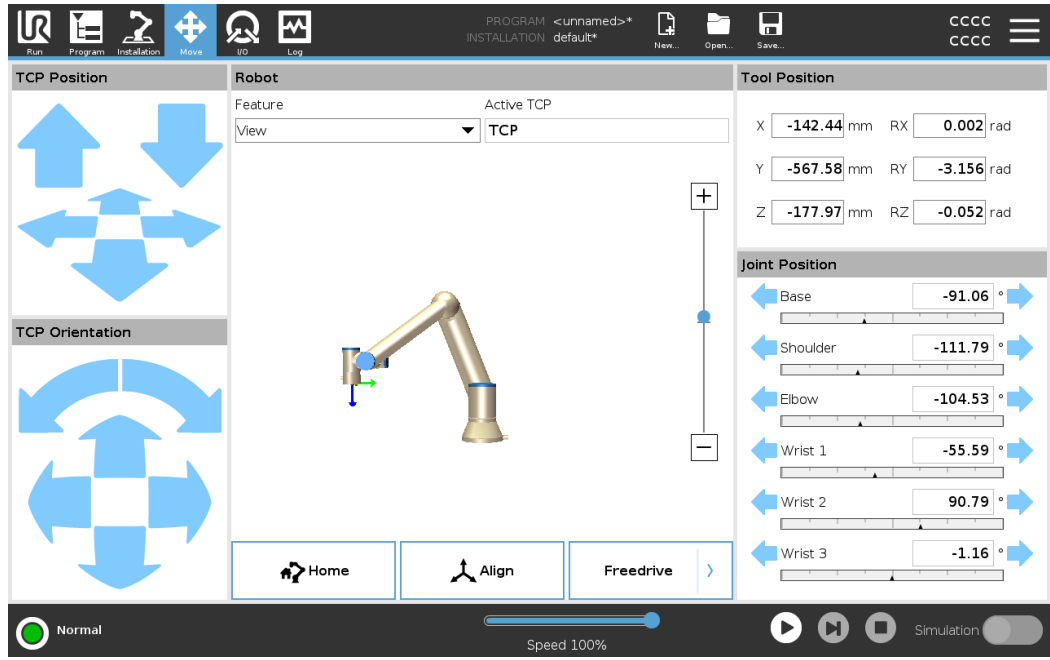 PROGRAM <unnamed>*
INSTALLATION default*
CCCC
CCCC
Run Program Installation Move I/O Log New... Open... Save...
TCP Position
Robot
Tool Position
Feature
Active TCP
View
TCP
X -142.44 mm RX 0.002 rad
Y -567.58 mm RY -3.156 rad
Z -177.97 mm RZ -0.052 rad
Joint Position
Base -91.06 °
Shoulder -111.79 °
Elbow -104.53 °
Wrist 1 -55.59 °
Wrist 2 90.79 °
Wrist 3 -1.16 °
TCP Orientation
Home
Align
Freedrive
Normal
Speed 100%
Simulation